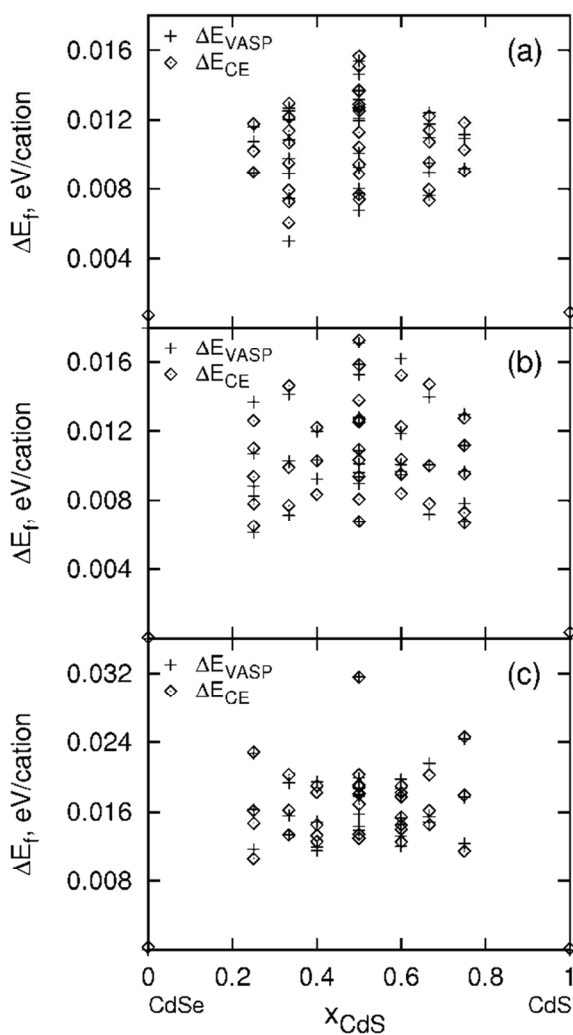 0.016
+ ΔE_VASP
◇ ΔE_CE
(a)
0.012
0.008
0.004
ΔE_f, eV/cation
0.016
+ ΔE_VASP
◇ ΔE_CE
(b)
0.012
0.008
0.004
0
ΔE_f, eV/cation
0.032
+ ΔE_VASP
◇ ΔE_CE
(c)
0.024
0.016
0.008
ΔE_f, eV/cation
0 0.2 0.4 0.6 0.8 1
CdSe x_CdS CdS